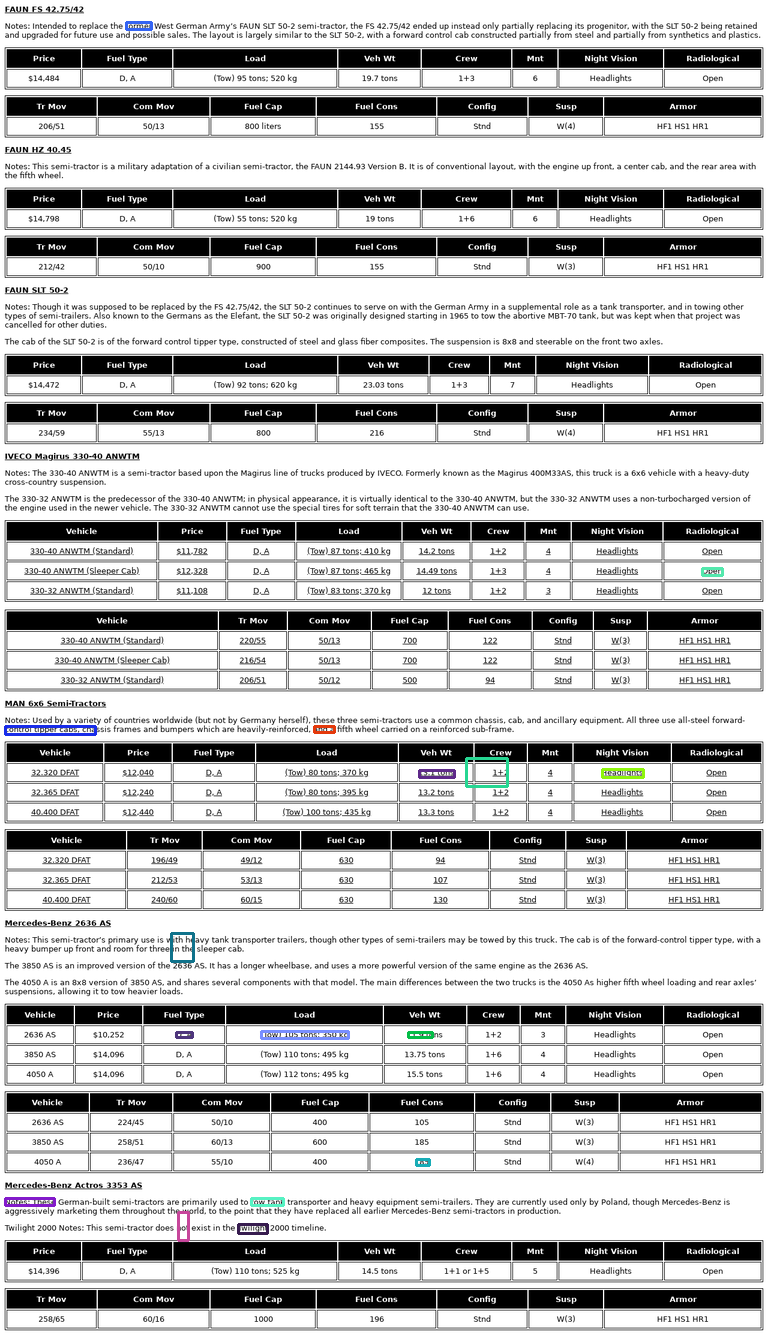 FAUN FS 42.75/42
Notes: Intended to replace the former West German Army's FAUN SLT 50-2 semi-tractor, the FS 42.75/42 ended up instead only partially replacing its progenitor, with the SLT 50-2 being retained
and upgraded for future use and possible sales. The layout is largely similar to the SLT 50-2, with a forward control cab constructed partially from steel and partially from synthetics and plastics.
Price Fuel Type Load Veh Wt Crew Mnt Night Vision Radiological
$14,484 D, A (Tow) 95 tons; 520 kg 19.7 tons 1+3 6 Headlights Open
Tr Mov Com Mov Fuel Cap Fuel Cons Config Susp Armor
206/51 50/13 800 liters 155 Stnd W(4) HF1 HS1 HR1
FAUN HZ 40.45
Notes: This semi-tractor is a military adaptation of a civilian semi-tractor, the FAUN 2144.93 Version B. It is of conventional layout, with the engine up front, a center cab, and the rear area with
the fifth wheel.
Price Fuel Type Load Veh Wt Crew Mnt Night Vision Radiological
$14,798 D, A (Tow) 55 tons; 520 kg 19 tons 1+6 6 Headlights Open
Tr Mov Com Mov Fuel Cap Fuel Cons Config Susp Armor
212/42 50/10 900 155 Stnd W(3) HF1 HS1 HR1
FAUN SLT 50-2
Notes: Though it was supposed to be replaced by the FS 42.75/42, the SLT 50-2 continues to serve on with the German Army in a supplemental role as a tank transporter, and in towing other
types of semi-trailers. Also known to the Germans as the Elefant, the SLT 50-2 was originally designed starting in 1965 to tow the abortive MBT-70 tank, but was kept when that project was
cancelled for other duties.
The cab of the SLT 50-2 is of the forward control tipper type, constructed of steel and glass fiber composites. The suspension is 8x8 and steerable on the front two axles.
Price Fuel Type Load Veh Wt Crew Mnt Night Vision Radiological
$14,472 D, A (Tow) 92 tons; 620 kg 23.03 tons 1+3 7 Headlights Open
Tr Mov Com Mov Fuel Cap Fuel Cons Config Susp Armor
234/59 55/13 800 216 Stnd W(4) HF1 HS1 HR1
IVECO Magirus 330-40 ANWTM
Notes: The 330-40 ANWTM is a semi-tractor based upon the Magirus line of trucks produced by IVECO. Formerly known as the Magirus 400M33AS, this truck is a 6x6 vehicle with a heavy-duty
cross-country suspension.
The 330-32 ANWTM is the predecessor of the 330-40 ANWTM; in physical appearance, it is virtually identical to the 330-40 ANWTM, but the 330-32 ANWTM uses a non-turbocharged version of
the engine used in the newer vehicle. The 330-32 ANWTM cannot use the special tires for soft terrain that the 330-40 ANWTM can use.
Vehicle Price Fuel Type Load Veh Wt Crew Mnt Night Vision Radiological
330-40 ANWTM (Standard) $11,782 D, A (Tow) 87 tons; 410 kg 14.2 tons 1+2 4 Headlights Open
330-40 ANWTM (Sleeper Cab) $12,328 D, A (Tow) 87 tons; 465 kg 14.49 tons 1+3 4 Headlights Open
330-32 ANWTM (Standard) $11,108 D, A (Tow) 83 tons; 370 kg 12 tons 1+2 3 Headlights Open
Vehicle Tr Mov Com Mov Fuel Cap Fuel Cons Config Susp Armor
330-40 ANWTM (Standard) 220/55 50/13 700 122 Stnd W(3) HF1 HS1 HR1
330-40 ANWTM (Sleeper Cab) 216/54 50/13 700 122 Stnd W(3) HF1 HS1 HR1
330-32 ANWTM (Standard) 206/51 50/12 500 94 Stnd W(3) HF1 HS1 HR1
MAN 6x6 Semi-Tractors
Notes: Used by a variety of countries worldwide (but not by Germany herself), these three semi-tractors use a common chassis, cab, and ancillary equipment. All three use all-steel forward-
control tipper cabs, chassis frames and bumpers which are heavily-reinforced, and a fifth wheel carried on a reinforced sub-frame.
Vehicle Price Fuel Type Load Veh Wt Crew Mnt Night Vision Radiological
32.320 DFAT $12,040 D, A (Tow) 80 tons; 370 kg 13.1 tons 1+2 4 Headlights Open
32.365 DFAT $12,240 D, A (Tow) 80 tons; 395 kg 13.2 tons 1+2 4 Headlights Open
40.400 DFAT $12,440 D, A (Tow) 100 tons; 435 kg 13.3 tons 1+2 4 Headlights Open
Vehicle Tr Mov Com Mov Fuel Cap Fuel Cons Config Susp Armor
32.320 DFAT 196/49 49/12 630 94 Stnd W(3) HF1 HS1 HR1
32.365 DFAT 212/53 53/13 630 107 Stnd W(3) HF1 HS1 HR1
40.400 DFAT 240/60 60/15 630 130 Stnd W(3) HF1 HS1 HR1
Mercedes-Benz 2636 AS
Notes: This semi-tractor's primary use is with heavy tank transporter trailers, though other types of semi-trailers may be towed by this truck. The cab is of the forward-control tipper type, with a
heavy bumper up front and room for three in the sleeper cab.
The 3850 AS is an improved version of the 2636 AS. It has a longer wheelbase, and uses a more powerful version of the same engine as the 2636 AS.
The 4050 A is an 8x8 version of 3850 AS, and shares several components with that model. The main differences between the two trucks is the 4050 As higher fifth wheel loading and rear axles'
suspensions, allowing it to tow heavier loads.
Vehicle Price Fuel Type Load Veh Wt Crew Mnt Night Vision Radiological
2636 AS $10,252 (Tow) 105 tons; 350 kg tons 1+2 3 Headlights Open
3850 AS $14,096 D, A (Tow) 110 tons; 495 kg 13.75 tons 1+6 4 Headlights Open
4050 A $14,096 D, A (Tow) 112 tons; 495 kg 15.5 tons 1+6 4 Headlights Open
Vehicle Tr Mov Com Mov Fuel Cap Fuel Cons Config Susp Armor
2636 AS 224/45 50/10 400 105 Stnd W(3) HF1 HS1 HR1
3850 AS 258/51 60/13 600 185 Stnd W(3) HF1 HS1 HR1
4050 A 236/47 55/10 400 Stnd W(4) HF1 HS1 HR1
Mercedes-Benz Actros 3353 AS
Notes: These German-built semi-tractors are primarily used to tow tank transporter and heavy equipment semi-trailers. They are currently used only by Poland, though Mercedes-Benz is
aggressively marketing them throughout the world, to the point that they have replaced all earlier Mercedes-Benz semi-tractors in production.
Twilight 2000 Notes: This semi-tractor does not exist in the Twilight 2000 timeline.
Price Fuel Type Load Veh Wt Crew Mnt Night Vision Radiological
$14,396 D, A (Tow) 110 tons; 525 kg 14.5 tons 1+1 or 1+5 5 Headlights Open
Tr Mov Com Mov Fuel Cap Fuel Cons Config Susp Armor
258/65 60/16 1000 196 Stnd W(3) HF1 HS1 HR1